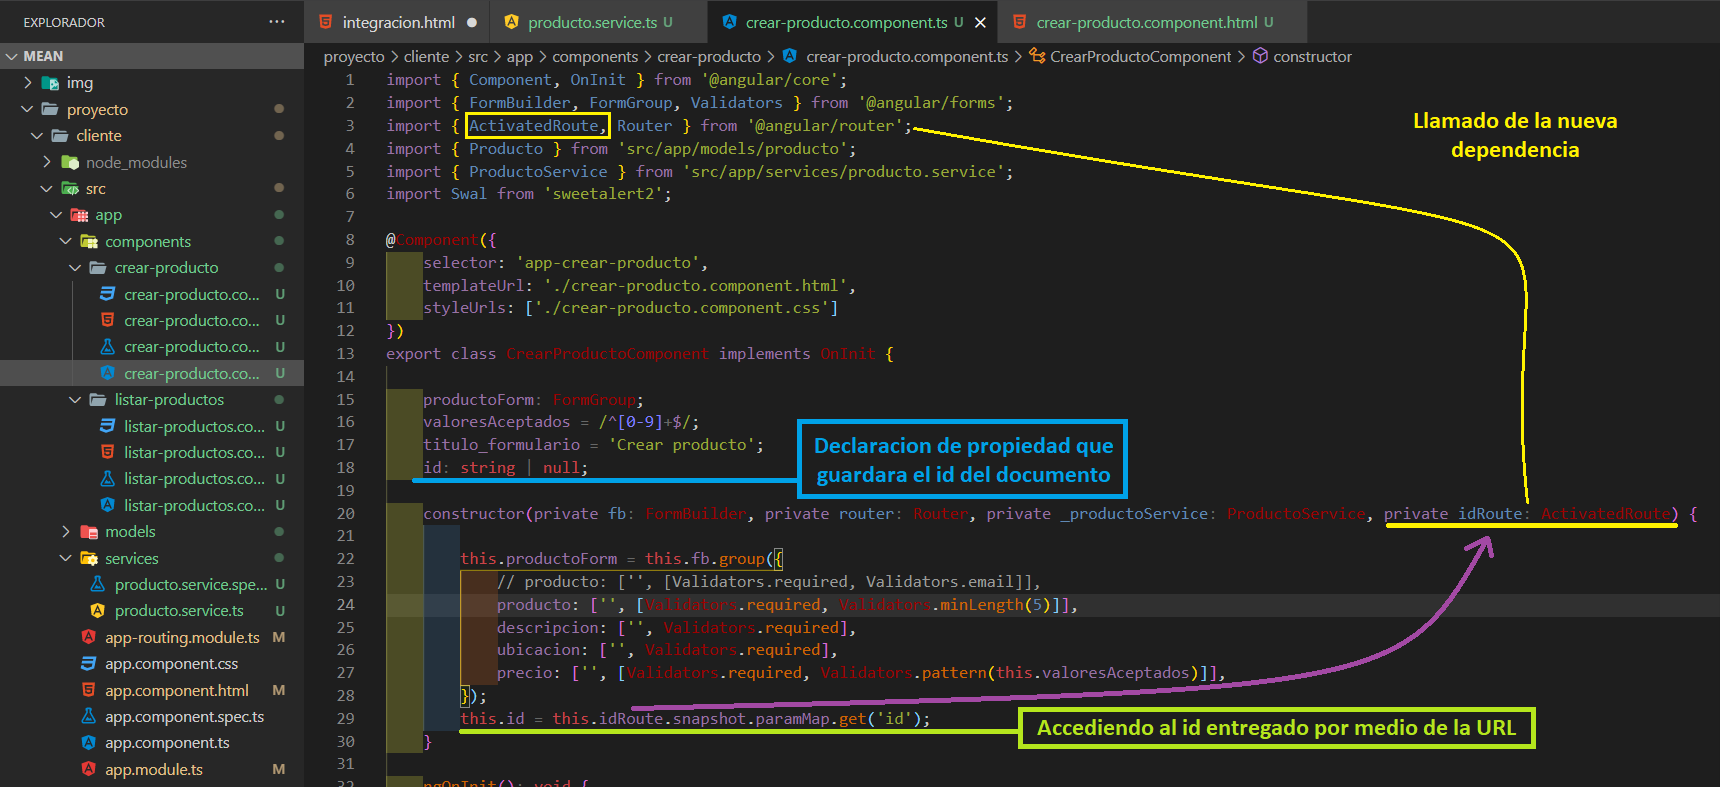 EXPLORADOR ...
MEAN
img
proyecto
cliente
node_modules
src
app
components
crear-producto
crear-producto.co... U
crear-producto.co... U
crear-producto.co... U
crear-producto.co... U
listar-productos
listar-productos.co... U
listar-productos.co... U
listar-productos.co... U
listar-productos.co... U
models
services
producto.service.spe... U
producto.service.ts U
app-routing.module.ts M
app.component.css
app.component.html M
app.component.spec.ts
app.component.ts
app.module.ts M
integracion.html
producto.service.ts U
crear-producto.component.ts U
crear-producto.component.html U
proyecto > cliente > src > app > components > crear-producto > crear-producto.component.ts > CrearProductoComponent > constructor
1 import { Component, OnInit } from '@angular/core';
2 import { FormBuilder, FormGroup, Validators } from '@angular/forms';
3 import { ActivatedRoute, Router } from '@angular/router';
4 import { Producto } from 'src/app/models/producto';
5 import { ProductoService } from 'src/app/services/producto.service';
6 import Swal from 'sweetalert2';
7
8 @Component({
9 selector: 'app-crear-producto',
10 templateUrl: './crear-producto.component.html',
11 styleUrls: ['./crear-producto.component.css']
12 })
13 export class CrearProductoComponent implements OnInit {
14
15 productoForm: FormGroup;
16 valoresAceptados = /^[0-9]+$/;
17 titulo_formulario = 'Crear producto';
18 id: string | null;
19
20 constructor(private fb: FormBuilder, private router: Router, private _productoService: ProductoService, private idRoute: ActivatedRoute) {
21
22 this.productoForm = this.fb.group({
23 // producto: ['', [Validators.required, Validators.email]],
24 producto: ['', [Validators.required, Validators.minLength(5)]],
25 descripcion: ['', Validators.required],
26 ubicacion: ['', Validators.required],
27 precio: ['', [Validators.required, Validators.pattern(this.valoresAceptados)]],
28 });
29 this.id = this.idRoute.snapshot.paramMap.get('id');
30 }
31
32 ngOnInit(): void {
Llamado de la nueva
dependencia
Declaracion de propiedad que
guardara el id del documento
Accediendo al id entregado por medio de la URL